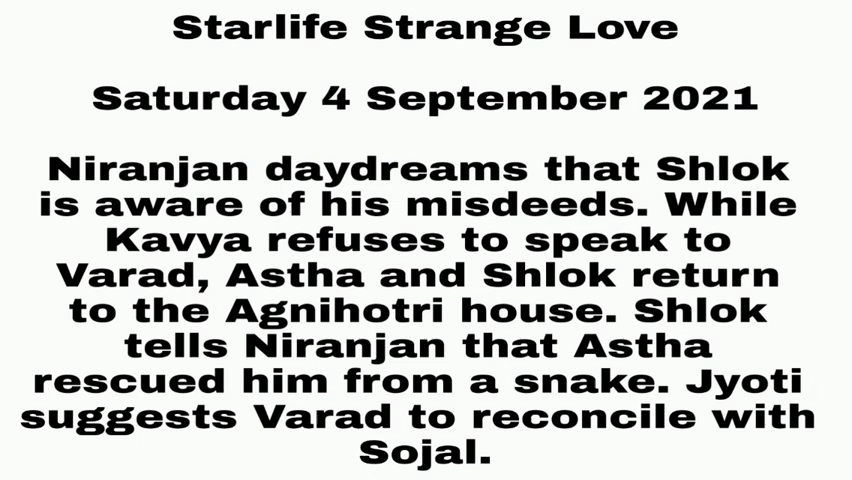 Starlife Strange Love
Saturday 4 September 2021
Niranjan daydreams that Shlok
is aware of his misdeeds. While
Kavya refuses to speak to
Varad, Astha and Shlok return
to the Agnihotri house. Shlok
tells Niranjan that Astha
rescued him from a snake. Jyoti
suggests Varad to reconcile with
Sojal.